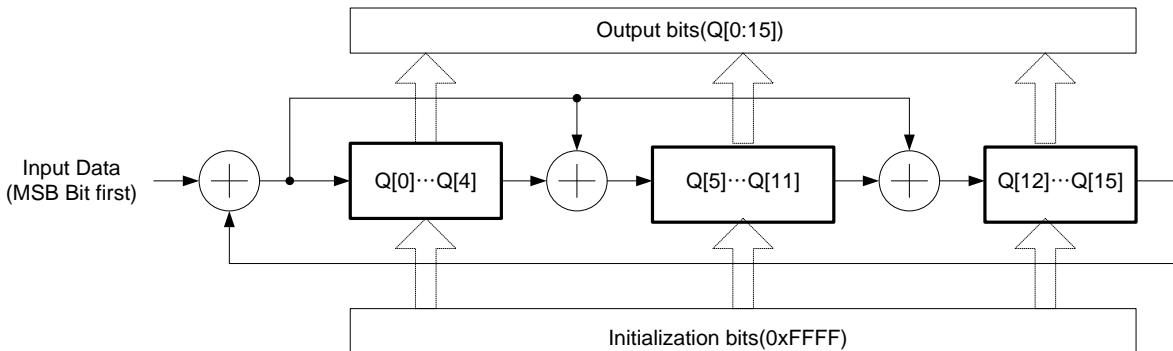 Output bits(Q[0:15])
Input Data
(MSB Bit first)
Q[0]⋯Q[4]
Q[5]⋯Q[11]
Q[12]⋯Q[15]
Initialization bits(0xFFFF)